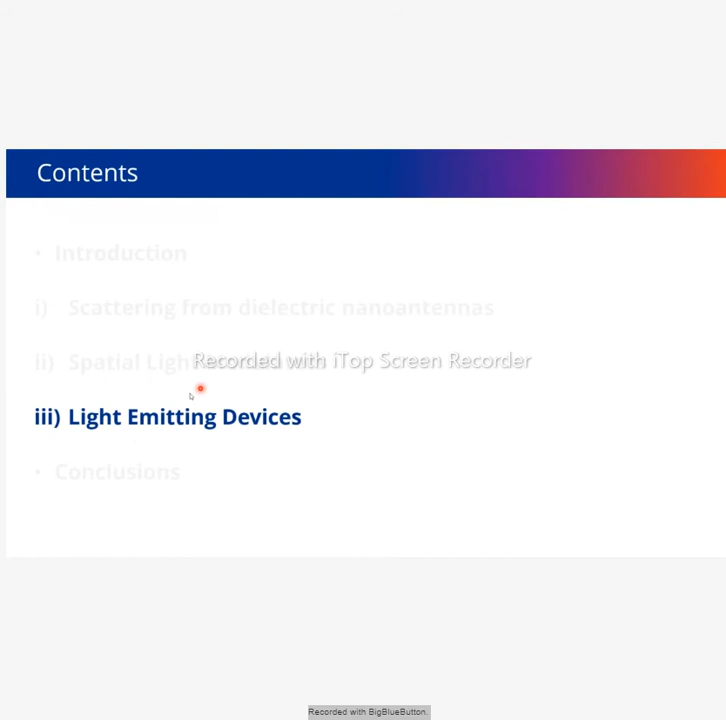 Contents
• Introduction
i) Scattering from dielectric nanoantennas
ii) Spatial Light
Recorded with iTop Screen Recorder
iii) Light Emitting Devices
• Conclusions
Recorded with BigBlueButton.